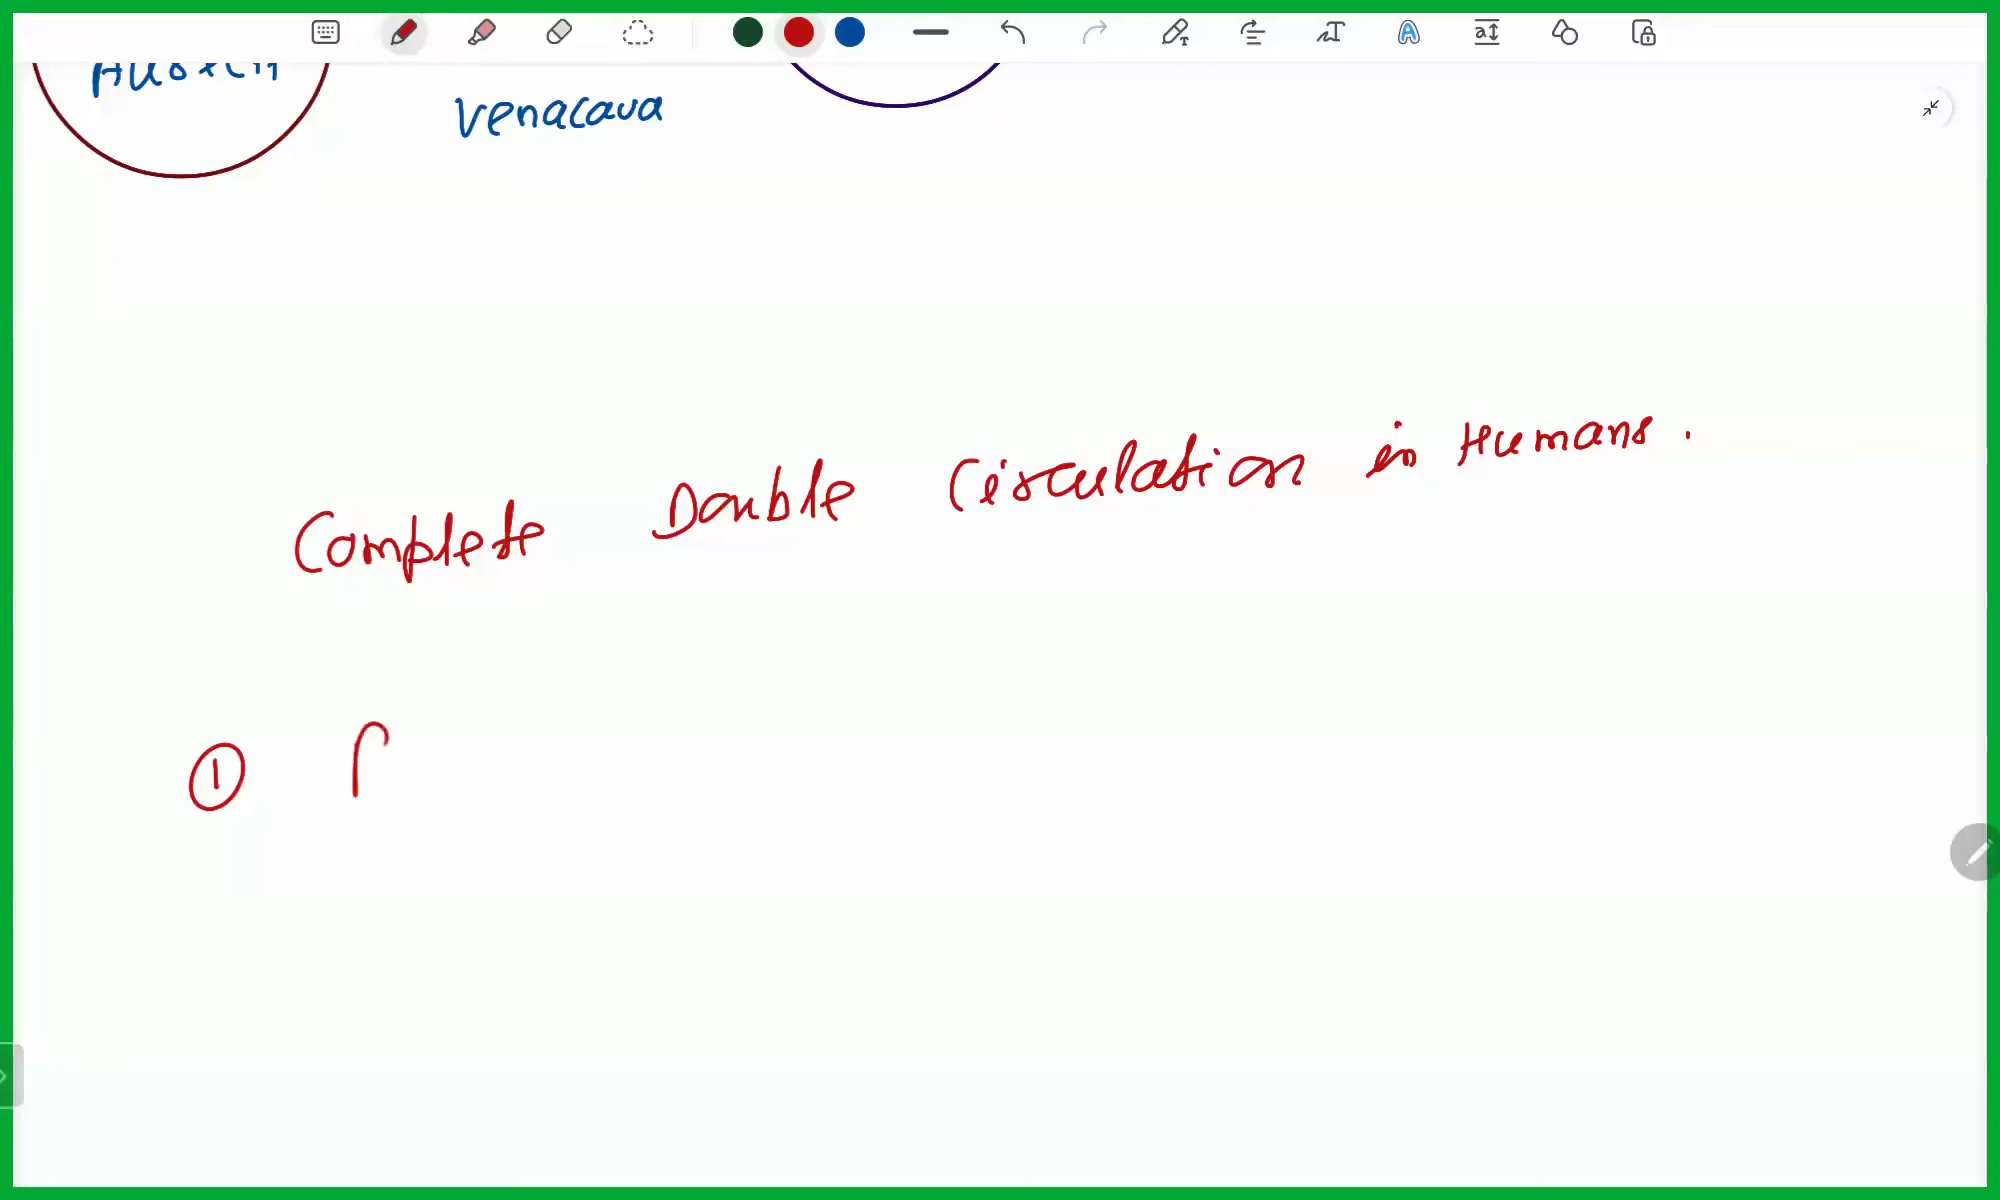 Venacava
Complete Double Circulation in Humans.
①